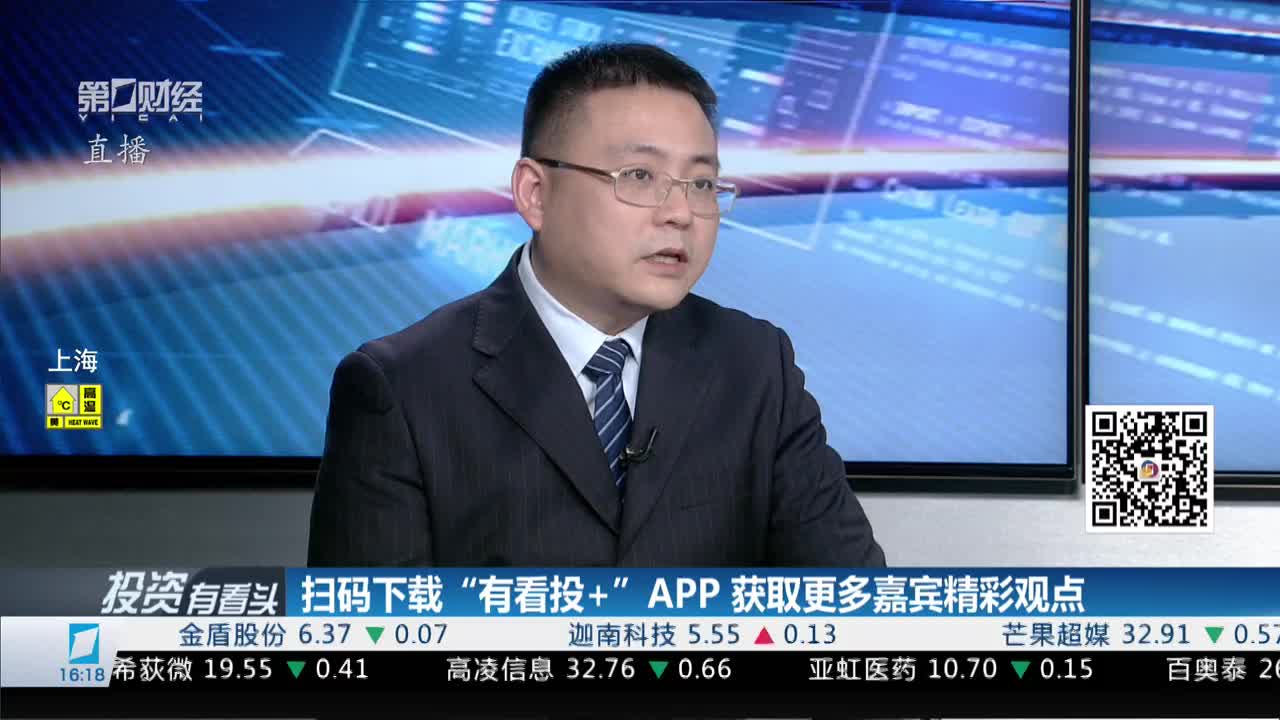 第一财经
YICAI
直播
上海
高温
°C
黄 HEAT WAVE
投资有看头
扫码下载“有看投+”APP 获取更多嘉宾精彩观点
金盾股份 6.37 ▼ 0.07 迦南科技 5.55 ▲ 0.13 芒果超媒 32.91 ▼ 0.5
16:18
希荻微 19.55 ▼ 0.41 高凌信息 32.76 ▼ 0.66 亚虹医药 10.70 ▼ 0.15 百奥泰 26